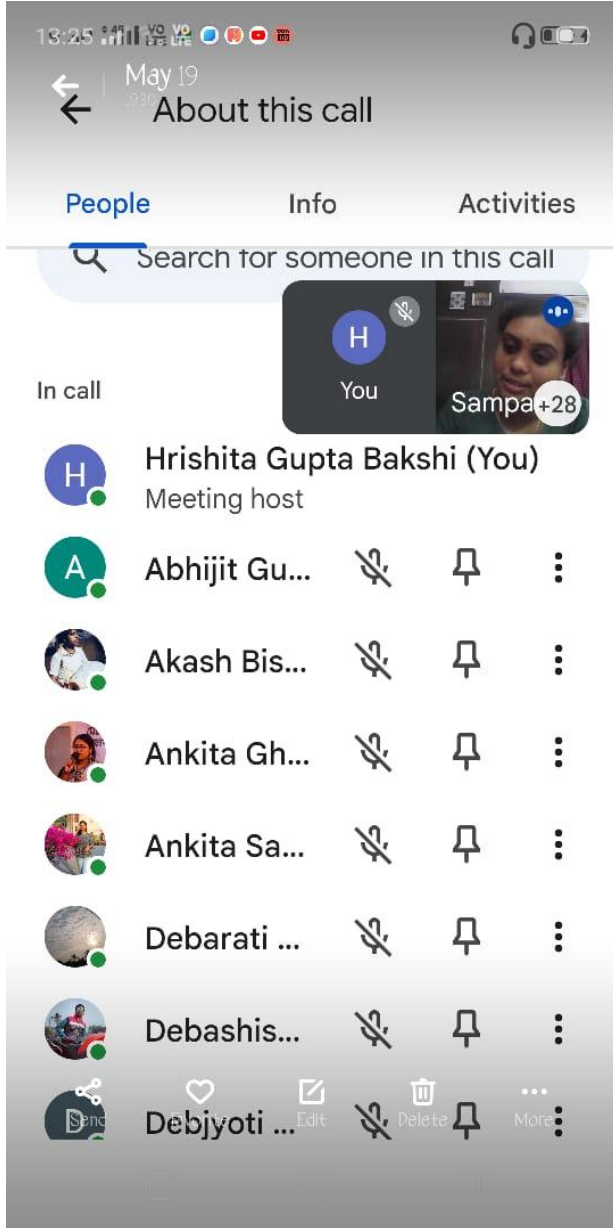 May 19
About this call
People Info Activities
Search for someone in this call
In call
H
You
Sampa +28
H
Hrishita Gupta Bakshi (You)
Meeting host
A
Abhijit Gu...
Akash Bis...
Ankita Gh...
Ankita Sa...
Debarati ...
Debashis...
D
Debjyoti ...
Send Favorite Edit Delete More